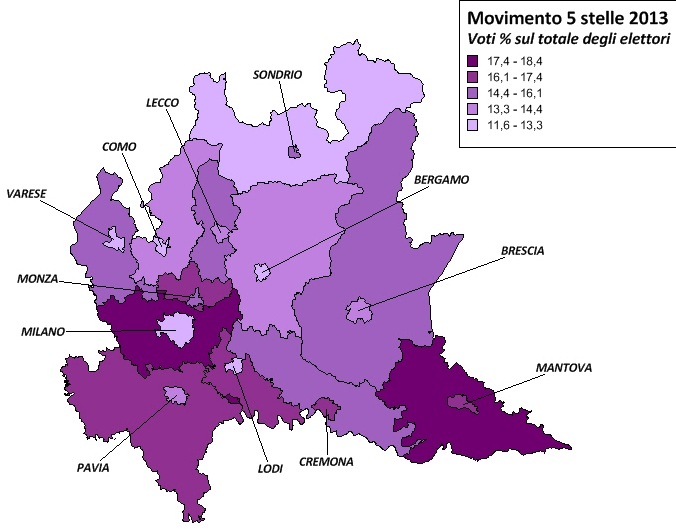 Movimento 5 stelle 2013
Voti % sul totale degli elettori
17,4 - 18,4
16,1 - 17,4
14,4 - 16,1
13,3 - 14,4
11,6 - 13,3
SONDRIO
LECCO
COMO
BERGAMO
VARESE
BRESCIA
MONZA
MILANO
MANTOVA
CREMONA
LODI
PAVIA